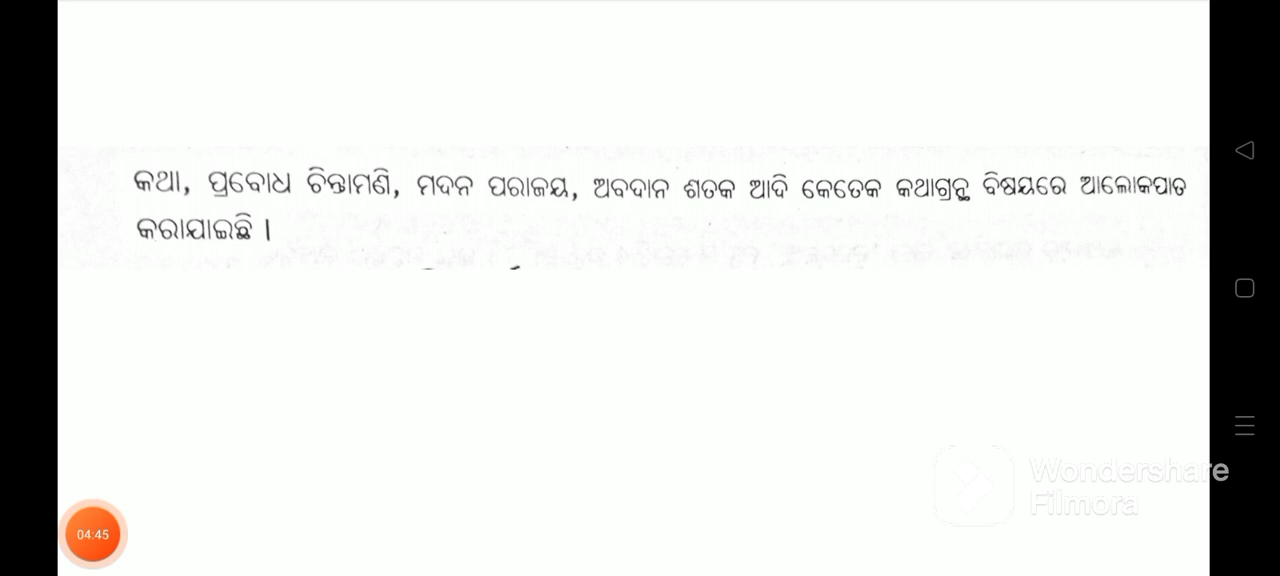 କଥା, ପ୍ରବୋଧ ଚିନ୍ତାମଣି, ମଦନ ପରାଜୟ, ଅବଦାନ ଶତକ ଆଦି କେତେକ କଥାଗ୍ରନ୍ଥ ବିଷୟରେ ଆଲୋକପାତ
କରାଯାଇଛି ।
Wondershare
Filmora
04:45